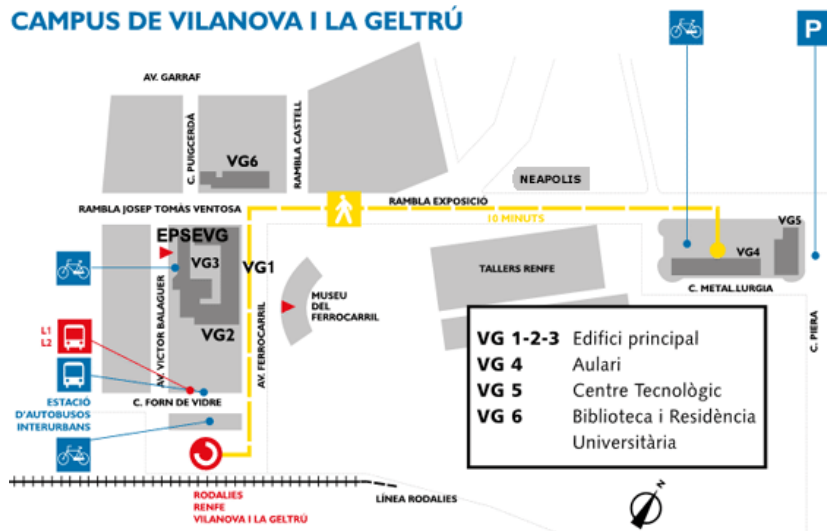 CAMPUS DE VILANOVA I LA GELTRÚ
P
AV. GARRAF
C. PUIGCERDÀ
RAMBLA CASTELL
VG6
NEAPOLIS
RAMBLA JOSEP TOMÀS VENTOSA
RAMBLA EXPOSICIÓ
10 MINUTS
EPSEVG
VG3
VG1
VG2
VG5
VG4
C. METAL.LURGIA
TALLERS RENFE
MUSEU
DEL
FERROCARRIL
AV. VICTOR BALAGUER
AV. FERROCARRIL
C. PIERA
L1
L2
ESTACIÓ
D'AUTOBUSOS
INTERURBANS
C. FORN DE VIDRE
VG 1-2-3 Edifici principal
VG 4 Aulari
VG 5 Centre Tecnològic
VG 6 Biblioteca i Residència
Universitària
RODALIES
RENFE
VILANOVA I LA GELTRÚ
LÍNEA RODALIES
N